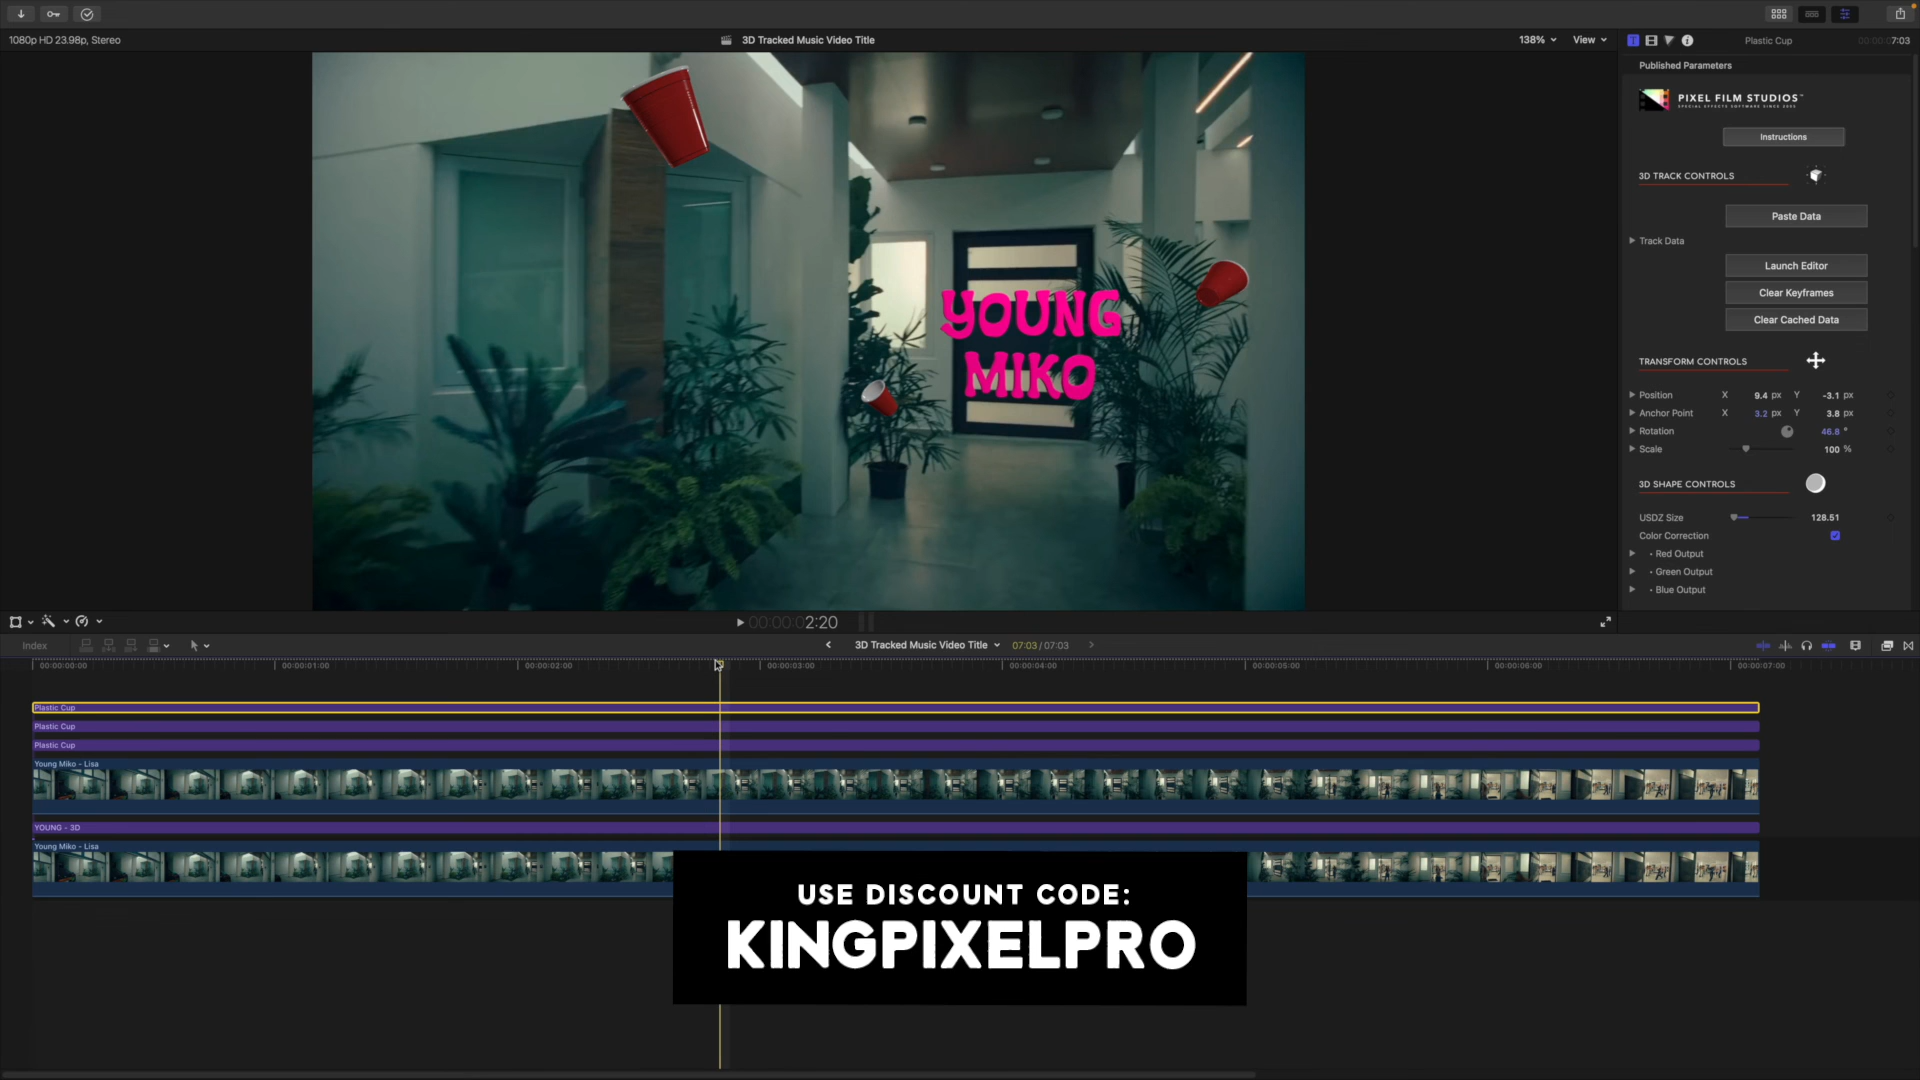 1080p HD 23.98p, Stereo
3D Tracked Music Video Title
138%
View
Plastic Cup
00:00:0 7:03
Published Parameters
PIXEL FILM STUDIOS™
Instructions
3D TRACK CONTROLS
Paste Data
Track Data
Launch Editor
Clear Keyframes
Clear Cached Data
TRANSFORM CONTROLS
Position X 9.4 px Y -3.1 px
Anchor Point X 3.2 px Y 3.8 px
Rotation 46.8 °
Scale 100 %
3D SHAPE CONTROLS
USDZ Size 128.51
Color Correction
• Red Output
• Green Output
• Blue Output
YOUNG
MIKO
00:00:02:20
Index
3D Tracked Music Video Title
07:03 / 07:03
00:00:00:00
00:00:01:00
00:00:02:00
00:00:03:00
00:00:04:00
00:00:05:00
00:00:06:00
00:00:07:00
Plastic Cup
Plastic Cup
Plastic Cup
Young Miko - Lisa
YOUNG - 3D
Young Miko - Lisa
USE DISCOUNT CODE:
KINGPIXELPRO